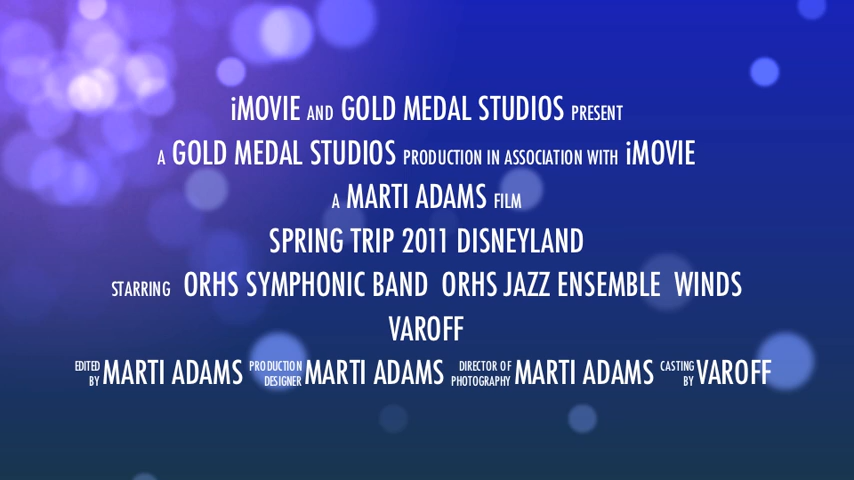 iMOVIE AND GOLD MEDAL STUDIOS PRESENT
A GOLD MEDAL STUDIOS PRODUCTION IN ASSOCIATION WITH iMOVIE
A MARTI ADAMS FILM
SPRING TRIP 2011 DISNEYLAND
STARRING ORHS SYMPHONIC BAND ORHS JAZZ ENSEMBLE WINDS
VAROFF
EDITED BY MARTI ADAMS PRODUCTION DESIGNER MARTI ADAMS DIRECTOR OF PHOTOGRAPHY MARTI ADAMS CASTING BY VAROFF